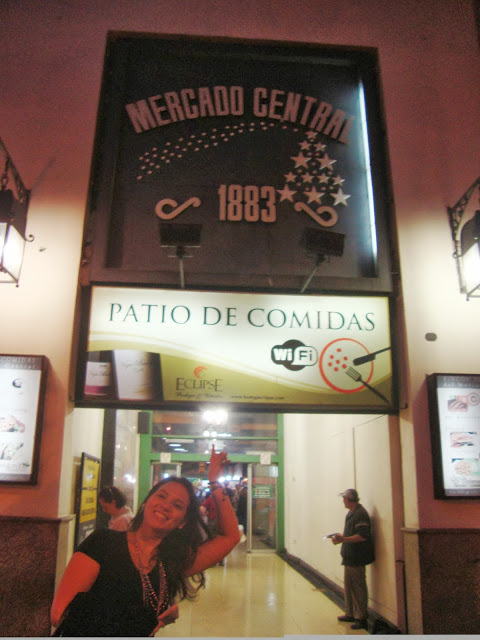 MERCADO CENTRAL
1883
PATIO DE COMIDAS
WiFi
ECLIPSE